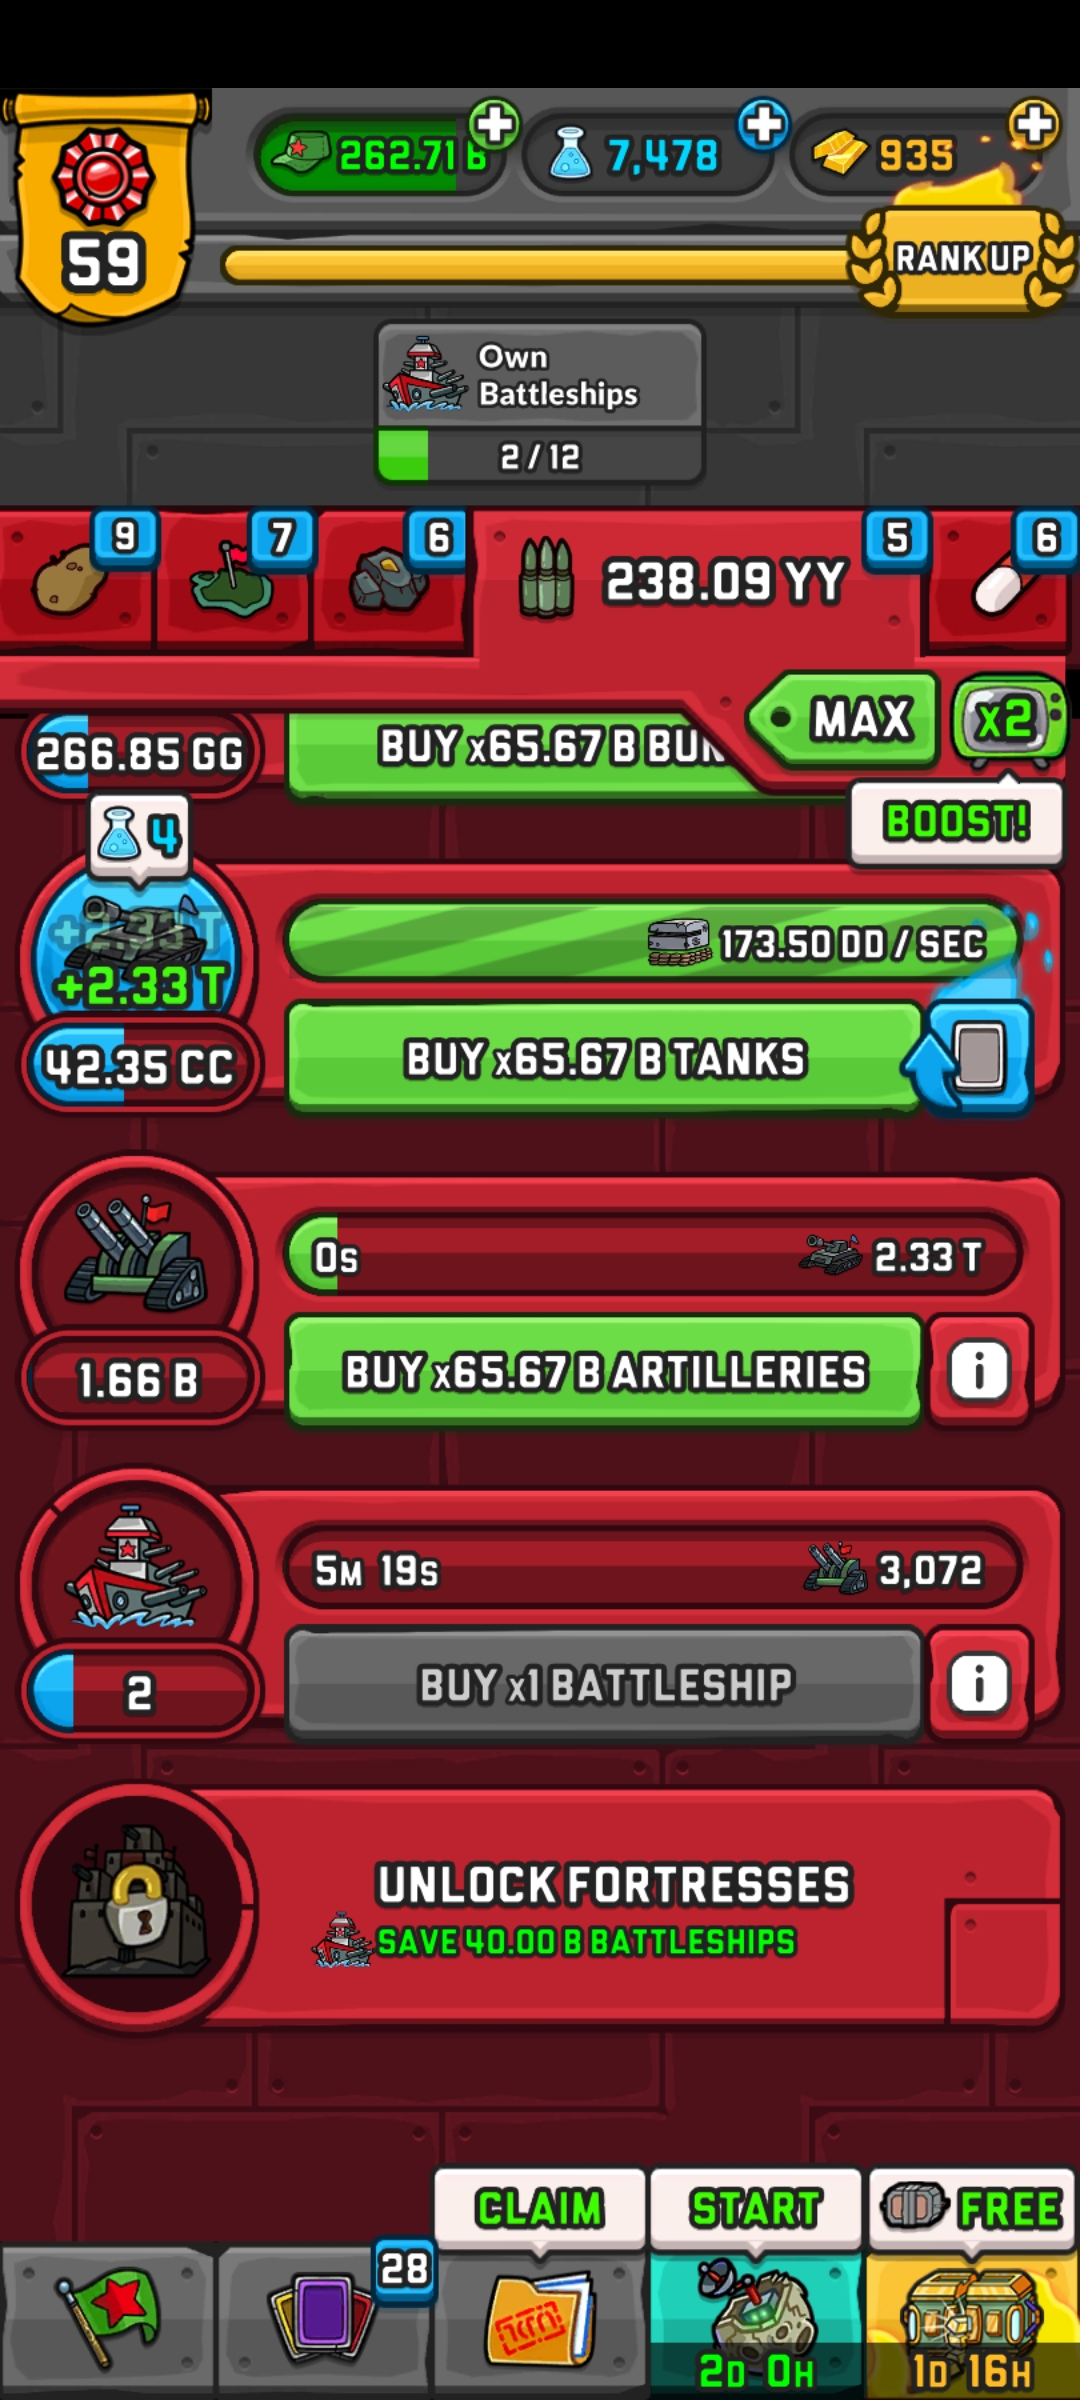 262.71 B
7,478
935
59
RANK UP
Own
Battleships
2 / 12
9
7
6
238.09 YY
5
6
MAX
x2
266.85 GG
BUY x65.67 B
BOOST!
4
+2.33 T
+2.33 T
173.50 DD / SEC
42.35 CC
BUY x65.67 B TANKS
0s
2.33 T
1.66 B
BUY x65.67 B ARTILLERIES
i
5M 19s
3,072
2
BUY x1 BATTLESHIP
i
UNLOCK FORTRESSES
SAVE 40.00 B BATTLESHIPS
CLAIM
START
FREE
28
2D 0H
1D 16H